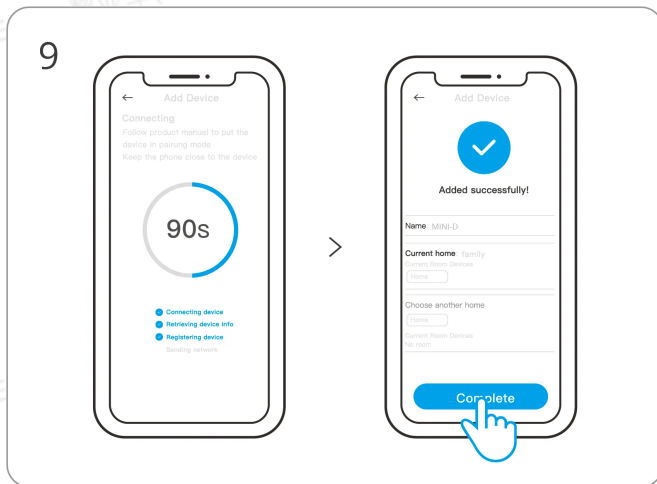 9
Add Device
Connecting
Follow product manual to put the
device in pairung mode
Keep the phone close to the device
90s
Connecting device
Retrieving device info
Registering device
Sending network
>
Add Device
Added successfully!
Name MINI-D
Current home family
Current Room Devices
Home
Choose another home
Home
Current Room Devices
No room
Complete